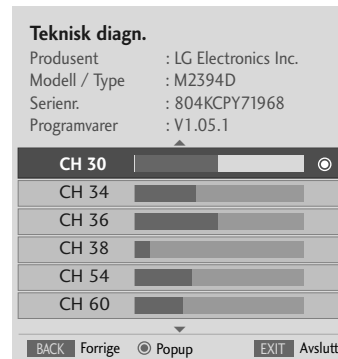 Teknisk diagn.
Produsent : LG Electronics Inc.
Modell / Type : M2394D
Serienr. : 804KCPY71968
Programvarer : V1.05.1
CH 30
CH 34
CH 36
CH 38
CH 54
CH 60
BACK Forrige Popup EXIT Avslutt